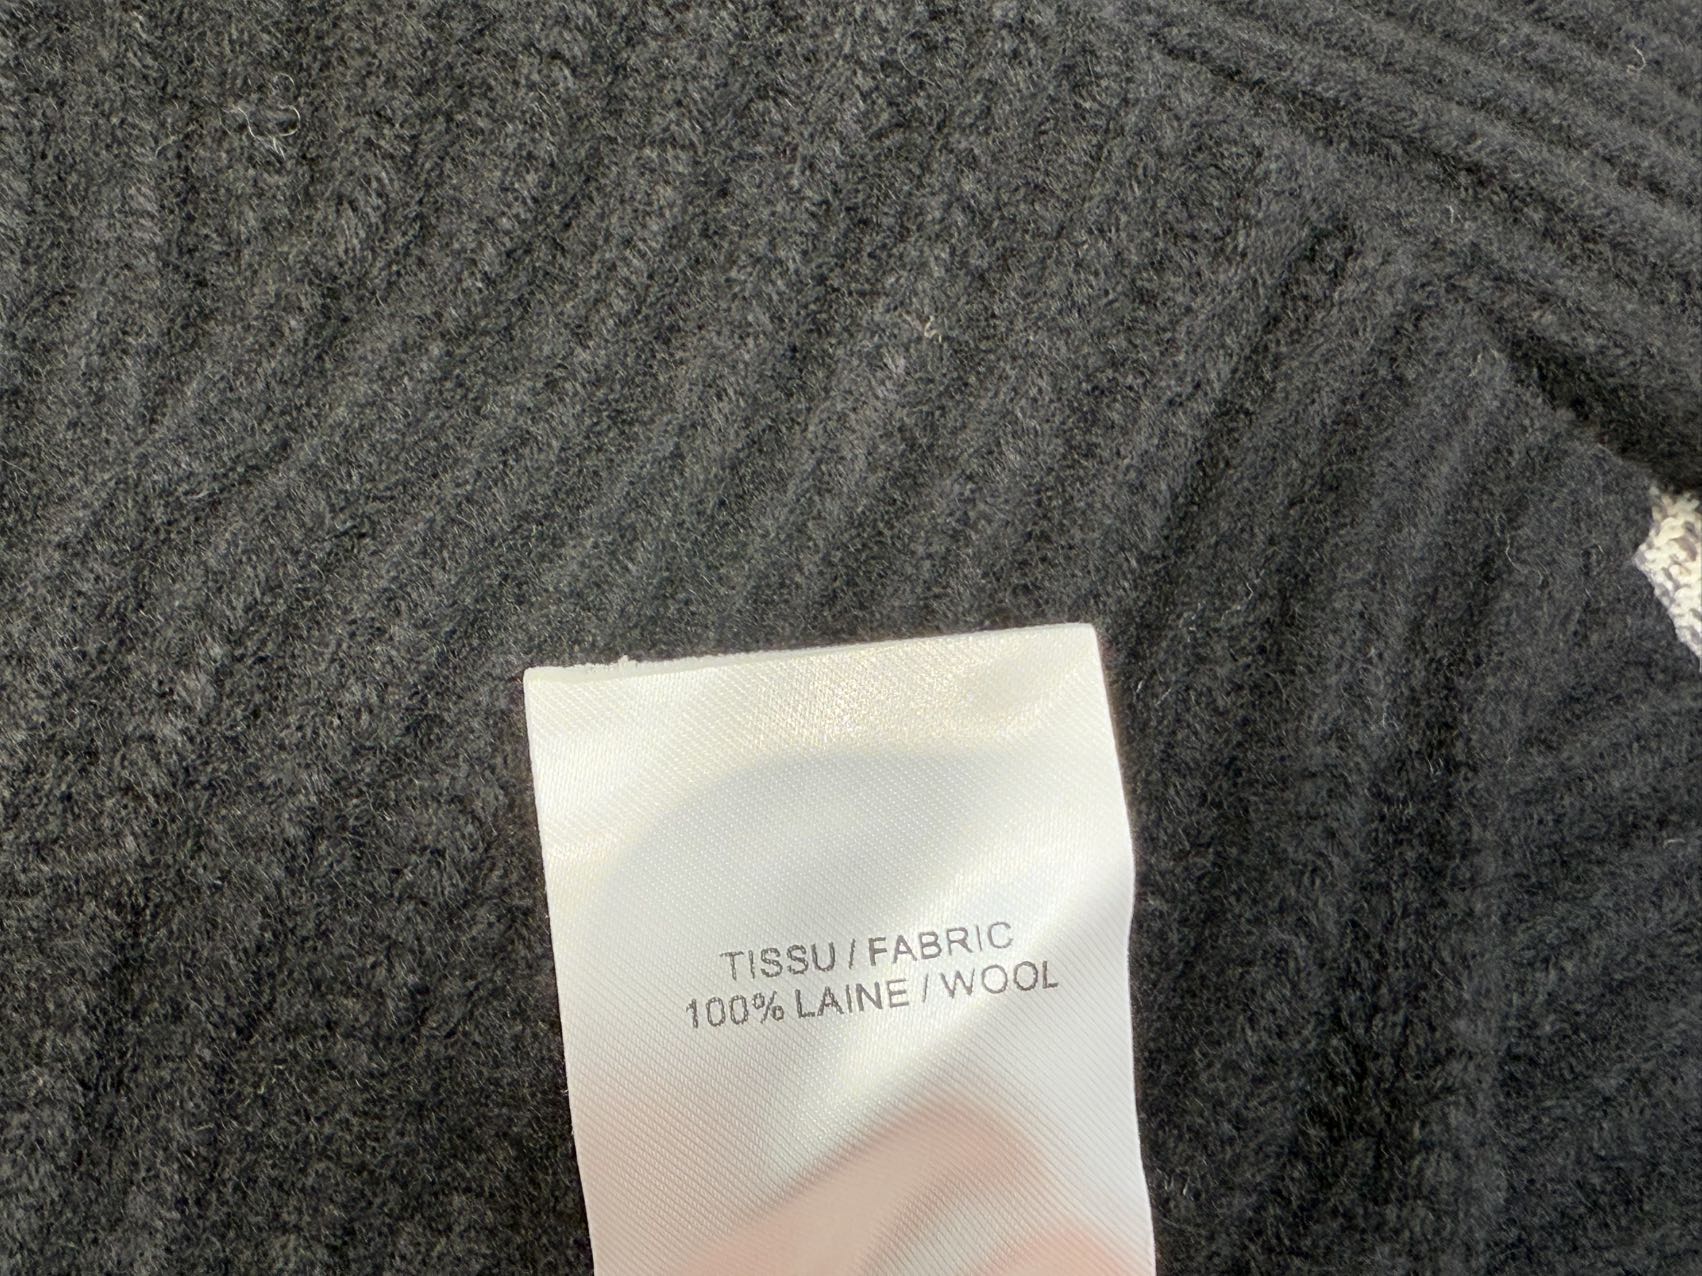 TISSU / FABRIC
100% LAINE / WOOL